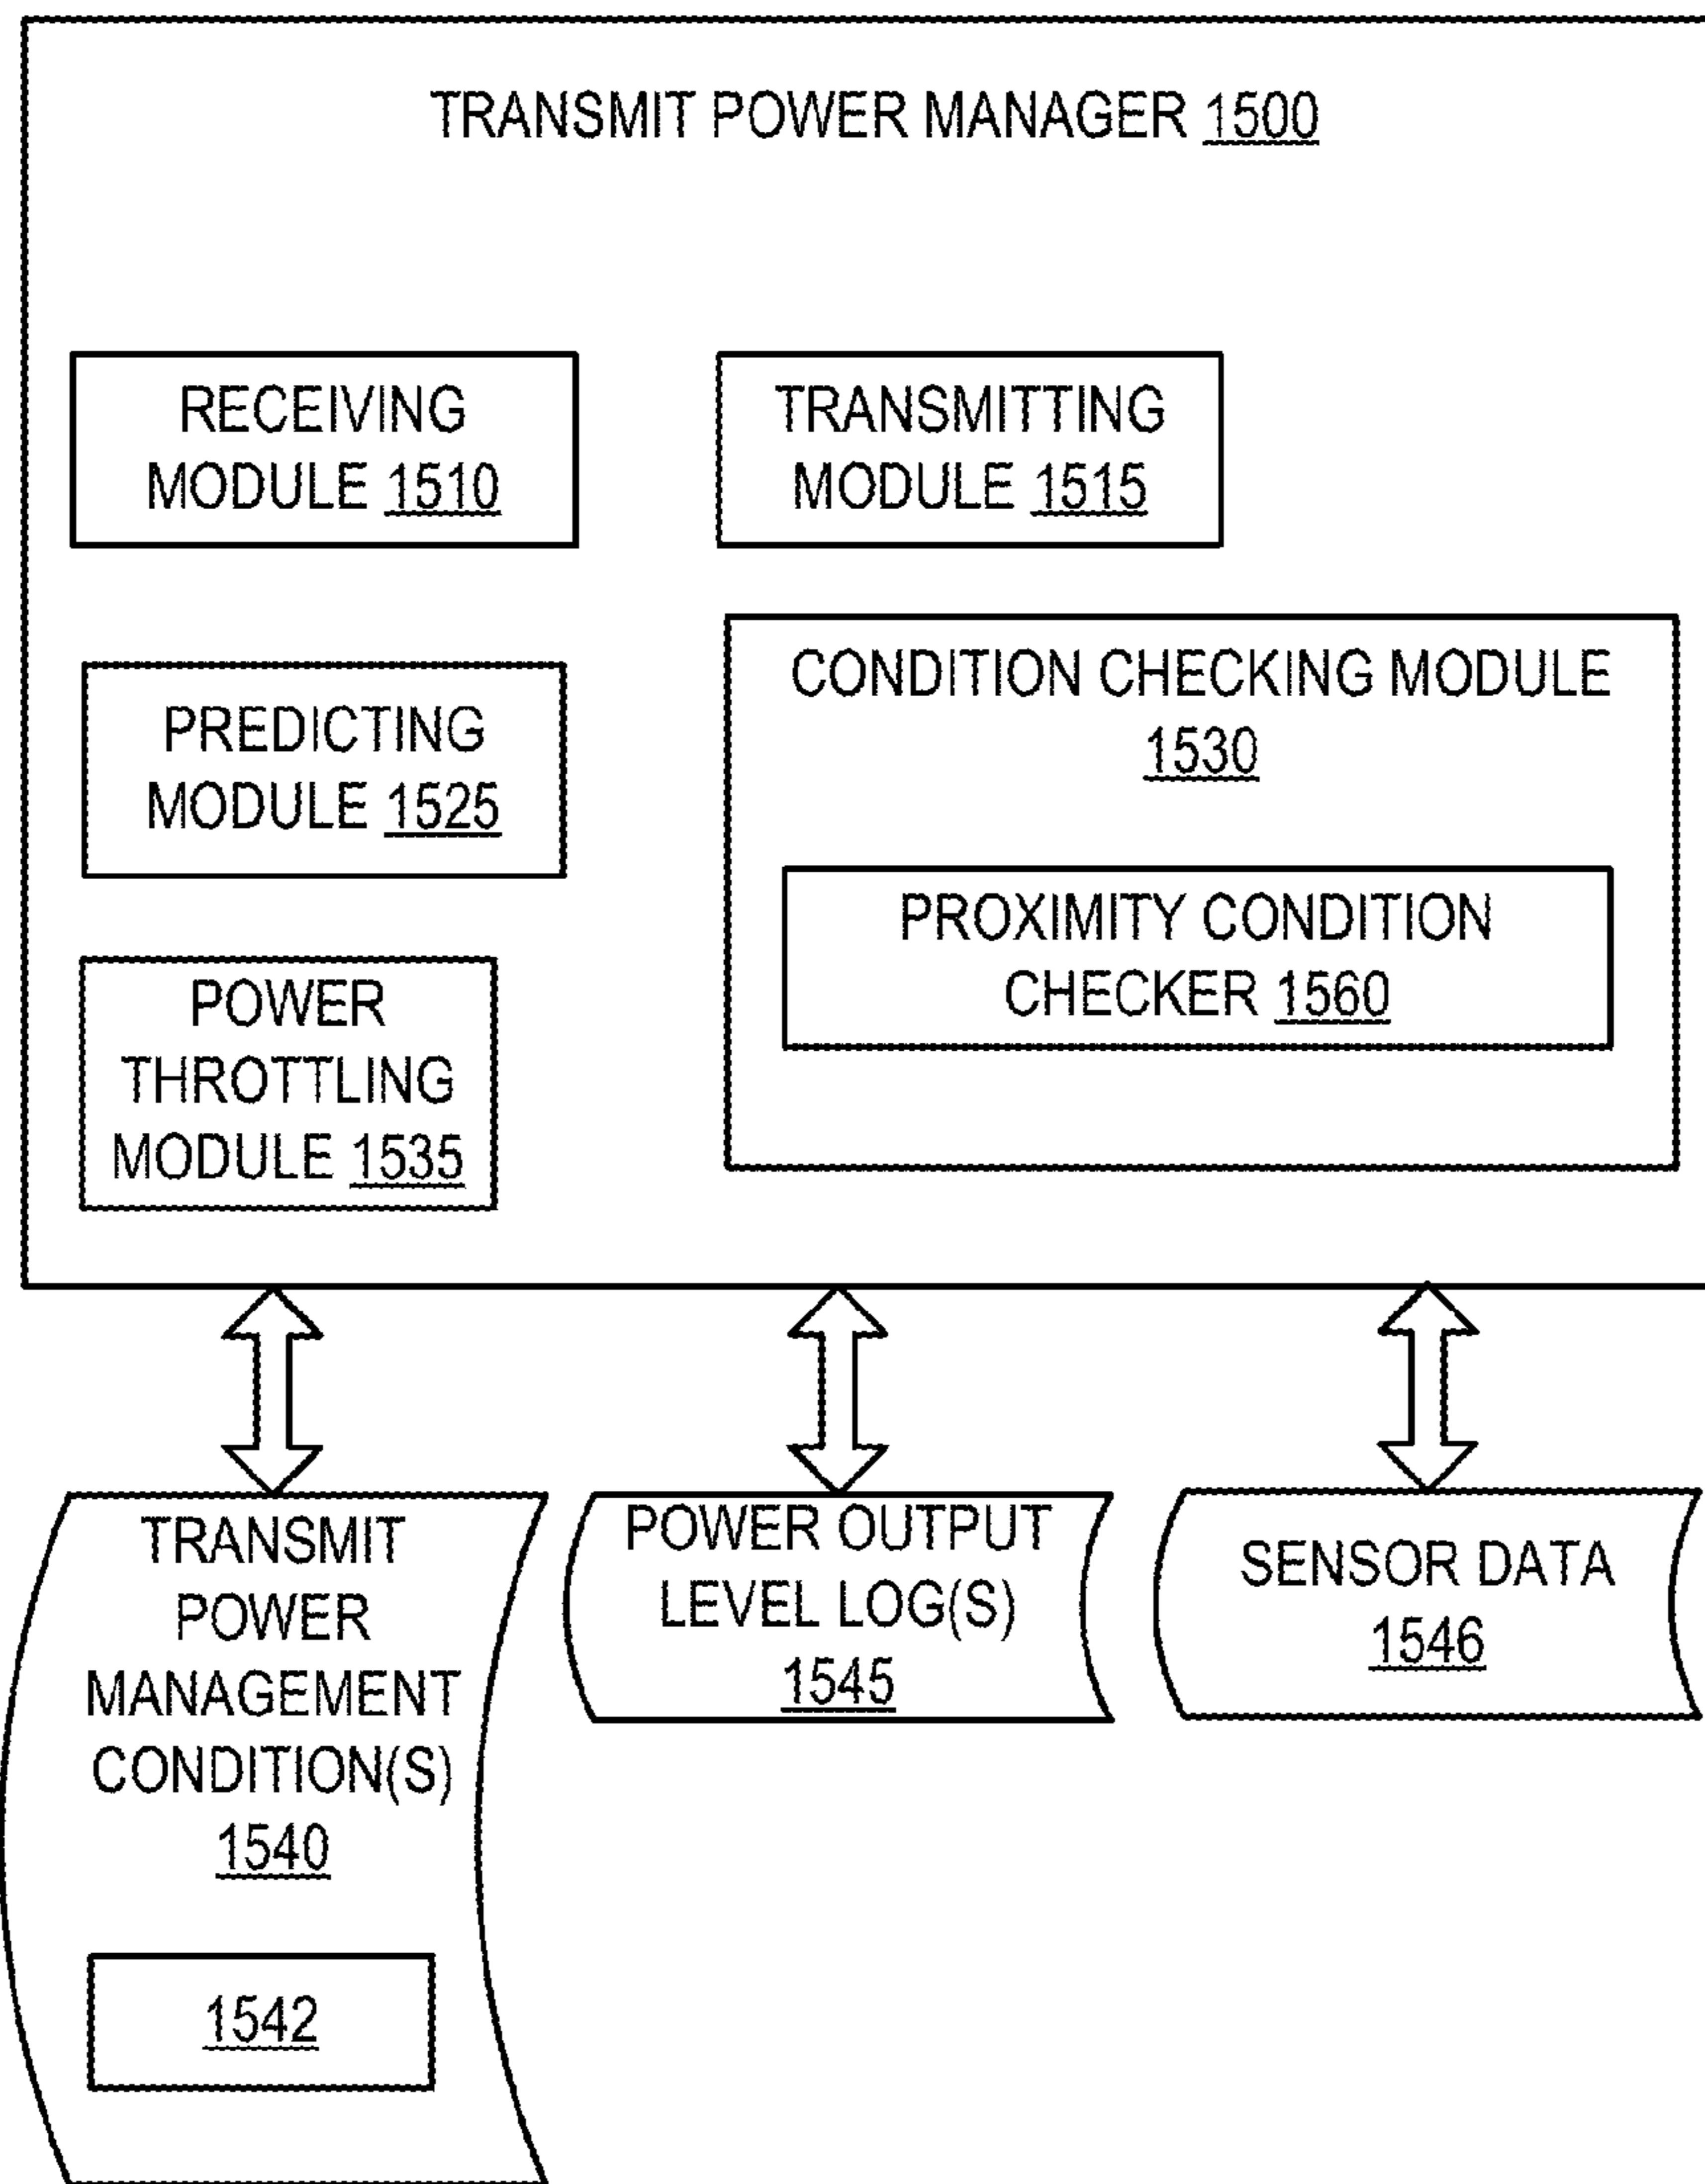 TRANSMIT POWER MANAGER 1500
RECEIVING
MODULE 1510
TRANSMITTING
MODULE 1515
PREDICTING
MODULE 1525
CONDITION CHECKING MODULE
1530
PROXIMITY CONDITION
CHECKER 1560
POWER
THROTTLING
MODULE 1535
TRANSMIT
POWER
MANAGEMENT
CONDITION(S)
1540
1542
POWER OUTPUT
LEVEL LOG(S)
1545
SENSOR DATA
1546